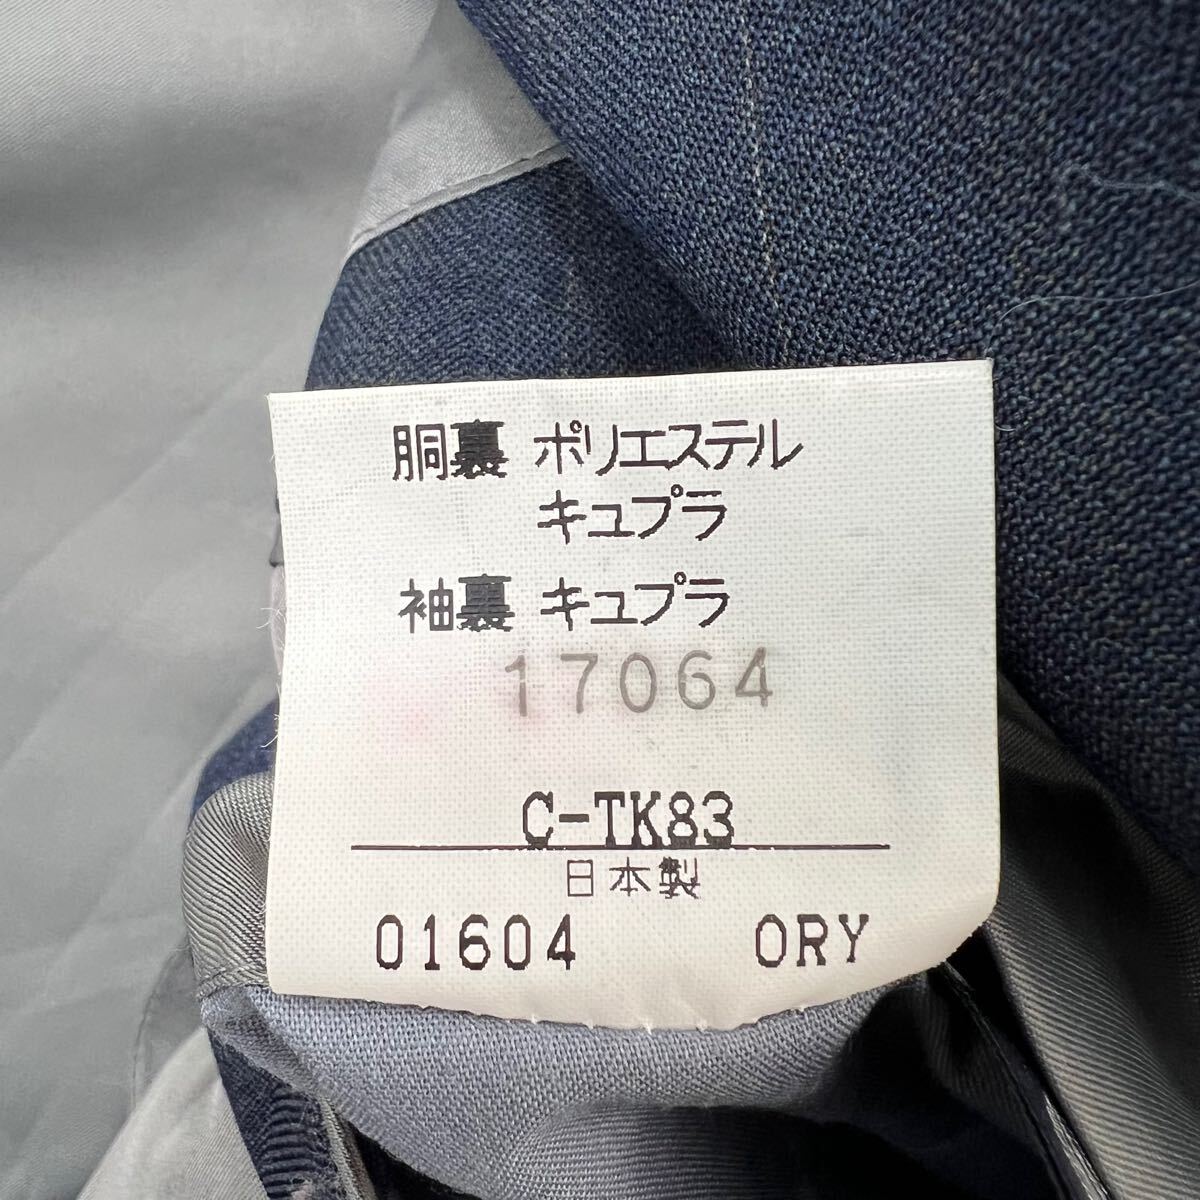 胴裏 ポリエステル
キュプラ
袖裏 キュプラ
17064
C-TK83
日本製
01604 ORY